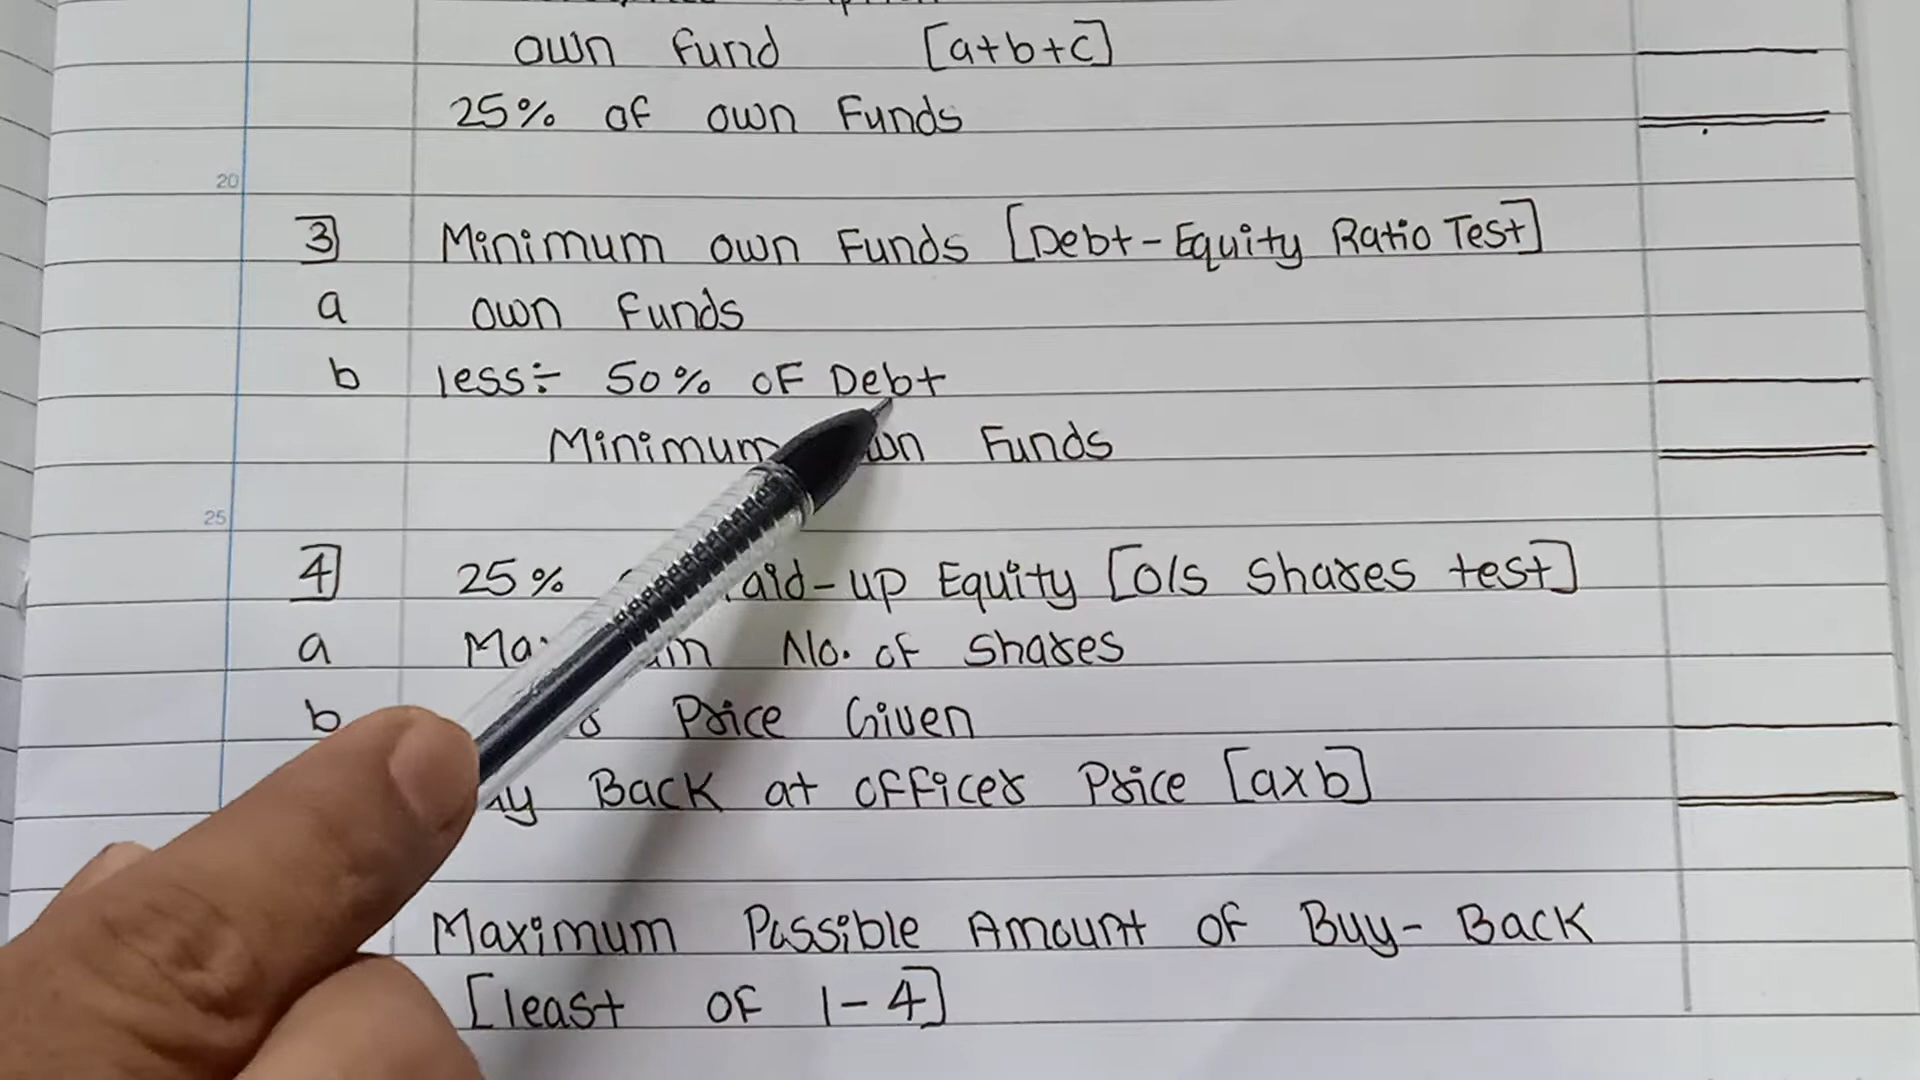 own Fund [a+b+c]
25% of own Funds
20
3 Minimum own Funds [Debt-Equity Ratio Test]
a own Funds
b less÷ 50% OF Debt
Minimum Funds
25
4 25% Equity [O/s Shares test]
a No. of Shares
b Price Given
Back at officer Price [axb]
Maximum Possible Amount of Buy-Back
[least OF 1-4]